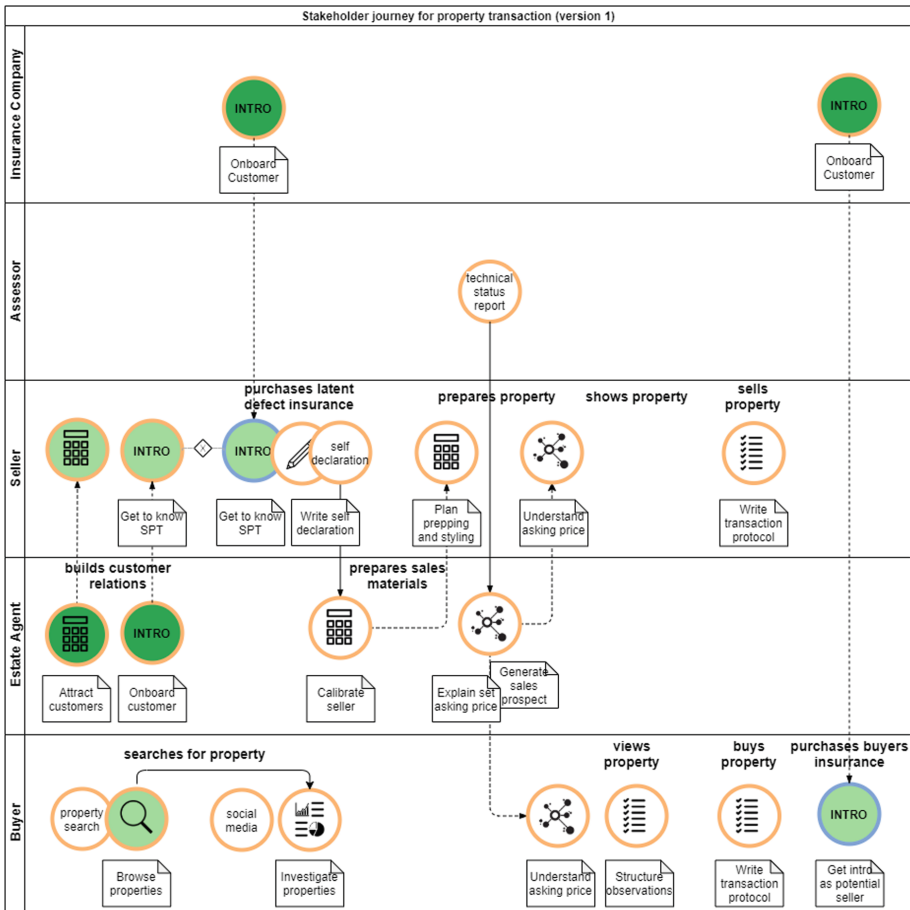 Stakeholder journey for property transaction (version 1)
Insurance Company
INTRO
Onboard
Customer
INTRO
Onboard
Customer
Assessor
technical
status
report
Seller
purchases latent
defect insurance
prepares property
shows property
sells
property
INTRO
X
INTRO
self
declaration
Get to know
SPT
Get to know
SPT
Write self
declaration
Plan
prepping
and styling
Understand
asking price
Write
transaction
protocol
Estate Agent
builds customer
relations
prepares sales
materials
INTRO
Attract
customers
Onboard
customer
Calibrate
seller
Explain set
asking price
Generate
sales
prospect
Buyer
searches for property
views
property
buys
property
purchases buyers
insurrance
property
search
social
media
INTRO
Browse
properties
Investigate
properties
Understand
asking price
Structure
observations
Write
transaction
protocol
Get intro
as potential
seller